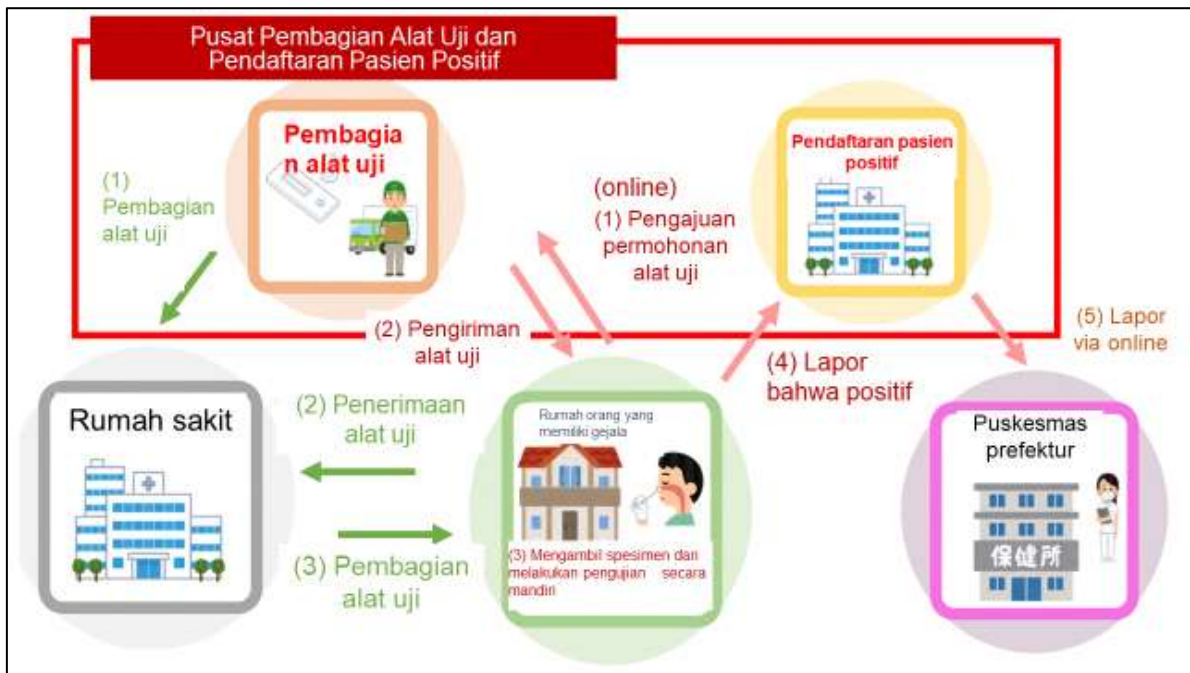 Pusat Pembagian Alat Uji dan
Pendaftaran Pasien Positif
Pembagia
n alat uji
Pendaftaran pasien
positif
(1)
Pembagian
alat uji
(online)
(1) Pengajuan
permohonan
alat uji
(2) Pengiriman
alat uji
(4) Lapor
bahwa positif
(5) Lapor
via online
Rumah sakit
(2) Penerimaan
alat uji
(3) Pembagian
alat uji
Rumah orang yang
memiliki gejala
(3) Mengambil spesimen dan
melakukan pengujian secara
mandiri
Puskesmas
prefektur
保健所